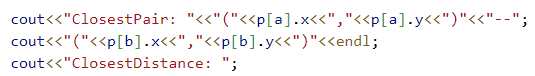 cout<<"ClosestPair: "<<"("<<p[a].x<<","<<p[a].y<<")"<<"--";
cout<<"("<<p[b].x<<","<<p[b].y<<")"<<endl;
cout<<"ClosestDistance: ";